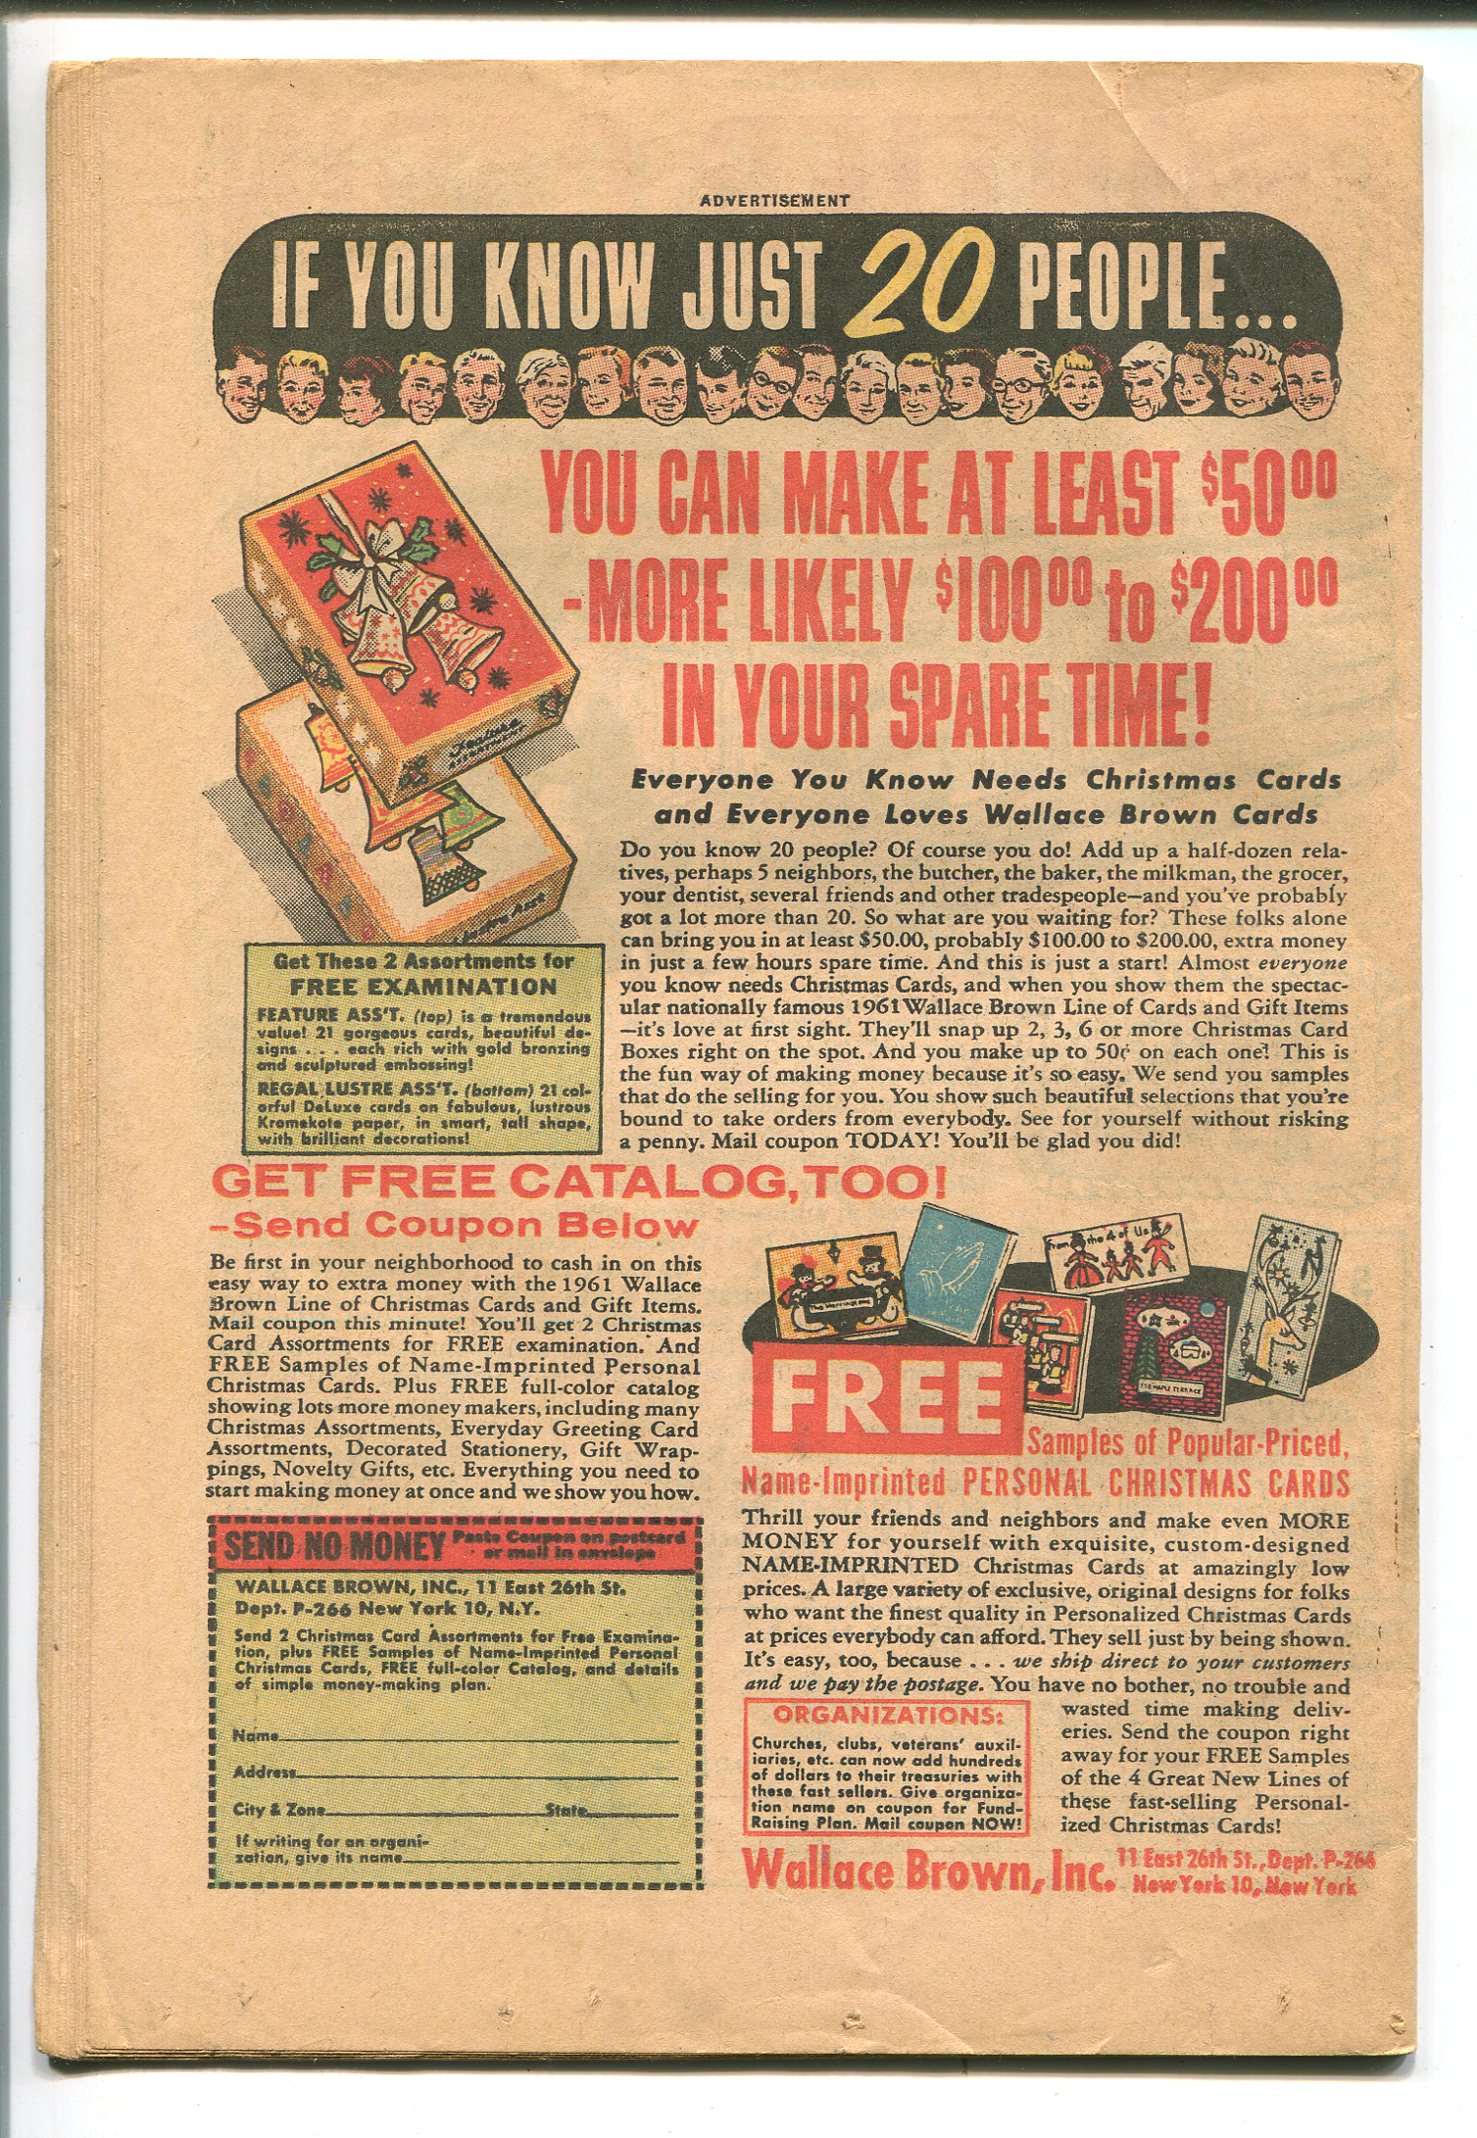 ADVERTISEMENT
IF YOU KNOW JUST 20 PEOPLE...
YOU CAN MAKE AT LEAST $50⁰⁰
-MORE LIKELY $100⁰⁰ to $200⁰⁰
IN YOUR SPARE TIME!
Everyone You Know Needs Christmas Cards
and Everyone Loves Wallace Brown Cards
Do you know 20 people? Of course you do! Add up a half-dozen rela-
tives, perhaps 5 neighbors, the butcher, the baker, the milkman, the grocer,
your dentist, several friends and other tradespeople—and you've probably
got a lot more than 20. So what are you waiting for? These folks alone
can bring you in at least $50.00, probably $100.00 to $200.00, extra money
in just a few hours spare time. And this is just a start! Almost everyone
you know needs Christmas Cards, and when you show them the spectac-
ular nationally famous 1961 Wallace Brown Line of Cards and Gift Items
—it's love at first sight. They'll snap up 2, 3, 6 or more Christmas Card
Boxes right on the spot. And you make up to 50¢ on each one! This is
the fun way of making money because it's so easy. We send you samples
that do the selling for you. You show such beautiful selections that you're
bound to take orders from everybody. See for yourself without risking
a penny. Mail coupon TODAY! You'll be glad you did!
Feature
Lustre Asst
Get These 2 Assortments for
FREE EXAMINATION
FEATURE ASS'T. (top) is a tremendous
value! 21 gorgeous cards, beautiful de-
signs . . . each rich with gold bronzing
and sculptured embossing!
REGAL LUSTRE ASS'T. (bottom) 21 col-
orful DeLuxe cards on fabulous, lustrous
Kromekote paper, in smart, tall shape,
with brilliant decorations!
GET FREE CATALOG, TOO!
-Send Coupon Below
Be first in your neighborhood to cash in on this
easy way to extra money with the 1961 Wallace
Brown Line of Christmas Cards and Gift Items.
Mail coupon this minute! You'll get 2 Christmas
Card Assortments for FREE examination. And
FREE Samples of Name-Imprinted Personal
Christmas Cards. Plus FREE full-color catalog
showing lots more money makers, including many
Christmas Assortments, Everyday Greeting Card
Assortments, Decorated Stationery, Gift Wrap-
pings, Novelty Gifts, etc. Everything you need to
start making money at once and we show you how.
SEND NO MONEY Paste Coupon on postcard
or mail in envelope
WALLACE BROWN, INC., 11 East 26th St.
Dept. P-266 New York 10, N.Y.
Send 2 Christmas Card Assortments for Free Examina-
tion, plus FREE Samples of Name-Imprinted Personal
Christmas Cards, FREE full-color Catalog, and details
of simple money-making plan.
Name
Address
City & Zone State
If writing for an organi-
zation, give its name
The Harringtons
From the 4 of Us
110 MAPLE TERRACE
FREE
Samples of Popular-Priced,
Name-Imprinted PERSONAL CHRISTMAS CARDS
Thrill your friends and neighbors and make even MORE
MONEY for yourself with exquisite, custom-designed
NAME-IMPRINTED Christmas Cards at amazingly low
prices. A large variety of exclusive, original designs for folks
who want the finest quality in Personalized Christmas Cards
at prices everybody can afford. They sell just by being shown.
It's easy, too, because . . . we ship direct to your customers
and we pay the postage. You have no bother, no trouble and
wasted time making deliv-
eries. Send the coupon right
away for your FREE Samples
of the 4 Great New Lines of
these fast-selling Personal-
ized Christmas Cards!
ORGANIZATIONS:
Churches, clubs, veterans' auxil-
iaries, etc. can now add hundreds
of dollars to their treasuries with
these fast sellers. Give organiza-
tion name on coupon for Fund-
Raising Plan. Mail coupon NOW!
Wallace Brown, Inc. 11 East 26th St., Dept. P-266
New York 10, New York